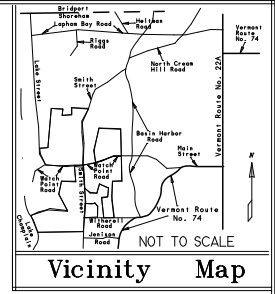 Bridport
Shoreham
Lapham Bay Road
Heitman
Road
Vermont
Route
No. 74
Riggs
Road
Lake Street
North Cream
Hill Road
Smith
Street
Vermont Route No. 22A
Basin Harbor
Road
Main
Street
Watch
Point
Road
Watch
Point
Road
Smith Street
N
Lake
Champlain
Witherell
Road
Vermont Route
No. 74
Jenison
Road
NOT TO SCALE
Vicinity Map